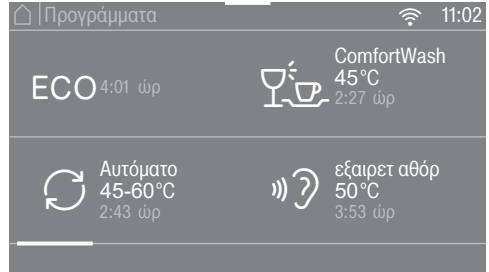 Προγράμματα 11:02
ECO 4:01 ώρ
ComfortWash
45°C
2:27 ώρ
Αυτόματο
45-60°C
2:43 ώρ
εξαιρετ αθόρ
50°C
3:53 ώρ